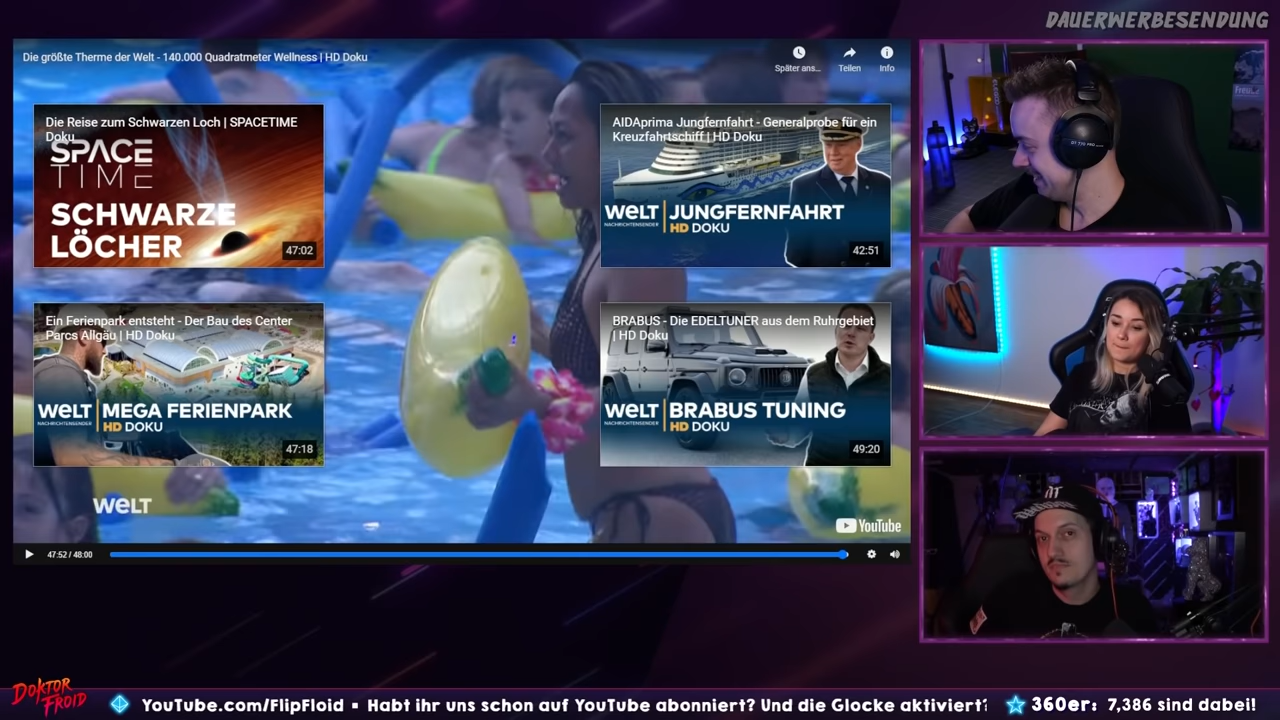 DAUERWERBESENDUNG
Die größte Therme der Welt - 140.000 Quadratmeter Wellness | HD Doku
Später ans...
Teilen
Info
Die Reise zum Schwarzen Loch | SPACETIME
Doku
SPACE
TIME
SCHWARZE
LÖCHER
47:02
AIDAprima Jungfernfahrt - Generalprobe für ein
Kreuzfahrtschiff | HD Doku
WELT JUNGFERNFAHRT
NACHRICHTENSENDER HD DOKU
42:51
Ein Ferienpark entsteht - Der Bau des Center
Parcs Allgäu | HD Doku
WELT MEGA FERIENPARK
NACHRICHTENSENDER HD DOKU
47:18
BRABUS - Die EDELTUNER aus dem Ruhrgebiet
| HD Doku
WELT BRABUS TUNING
NACHRICHTENSENDER HD DOKU
49:20
WELT
YouTube
47:52 / 48:00
DOKTOR
FROID
YouTube.com/FlipFloid ▪ Habt ihr uns schon auf YouTube abonniert? Und die Glocke aktiviert?
360er: 7,386 sind dabei!